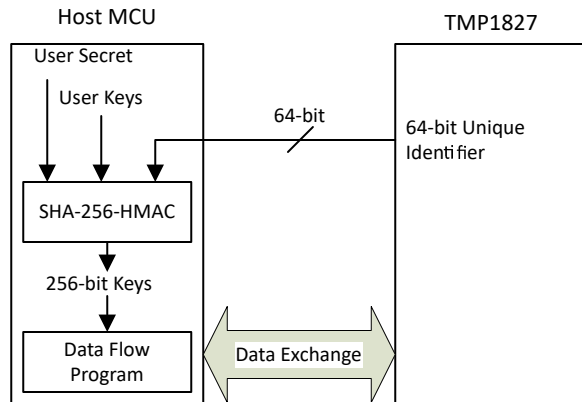 Host MCU
TMP1827
User Secret
User Keys
64-bit
64-bit Unique
Identifier
SHA-256-HMAC
256-bit Keys
Data Flow
Program
Data Exchange